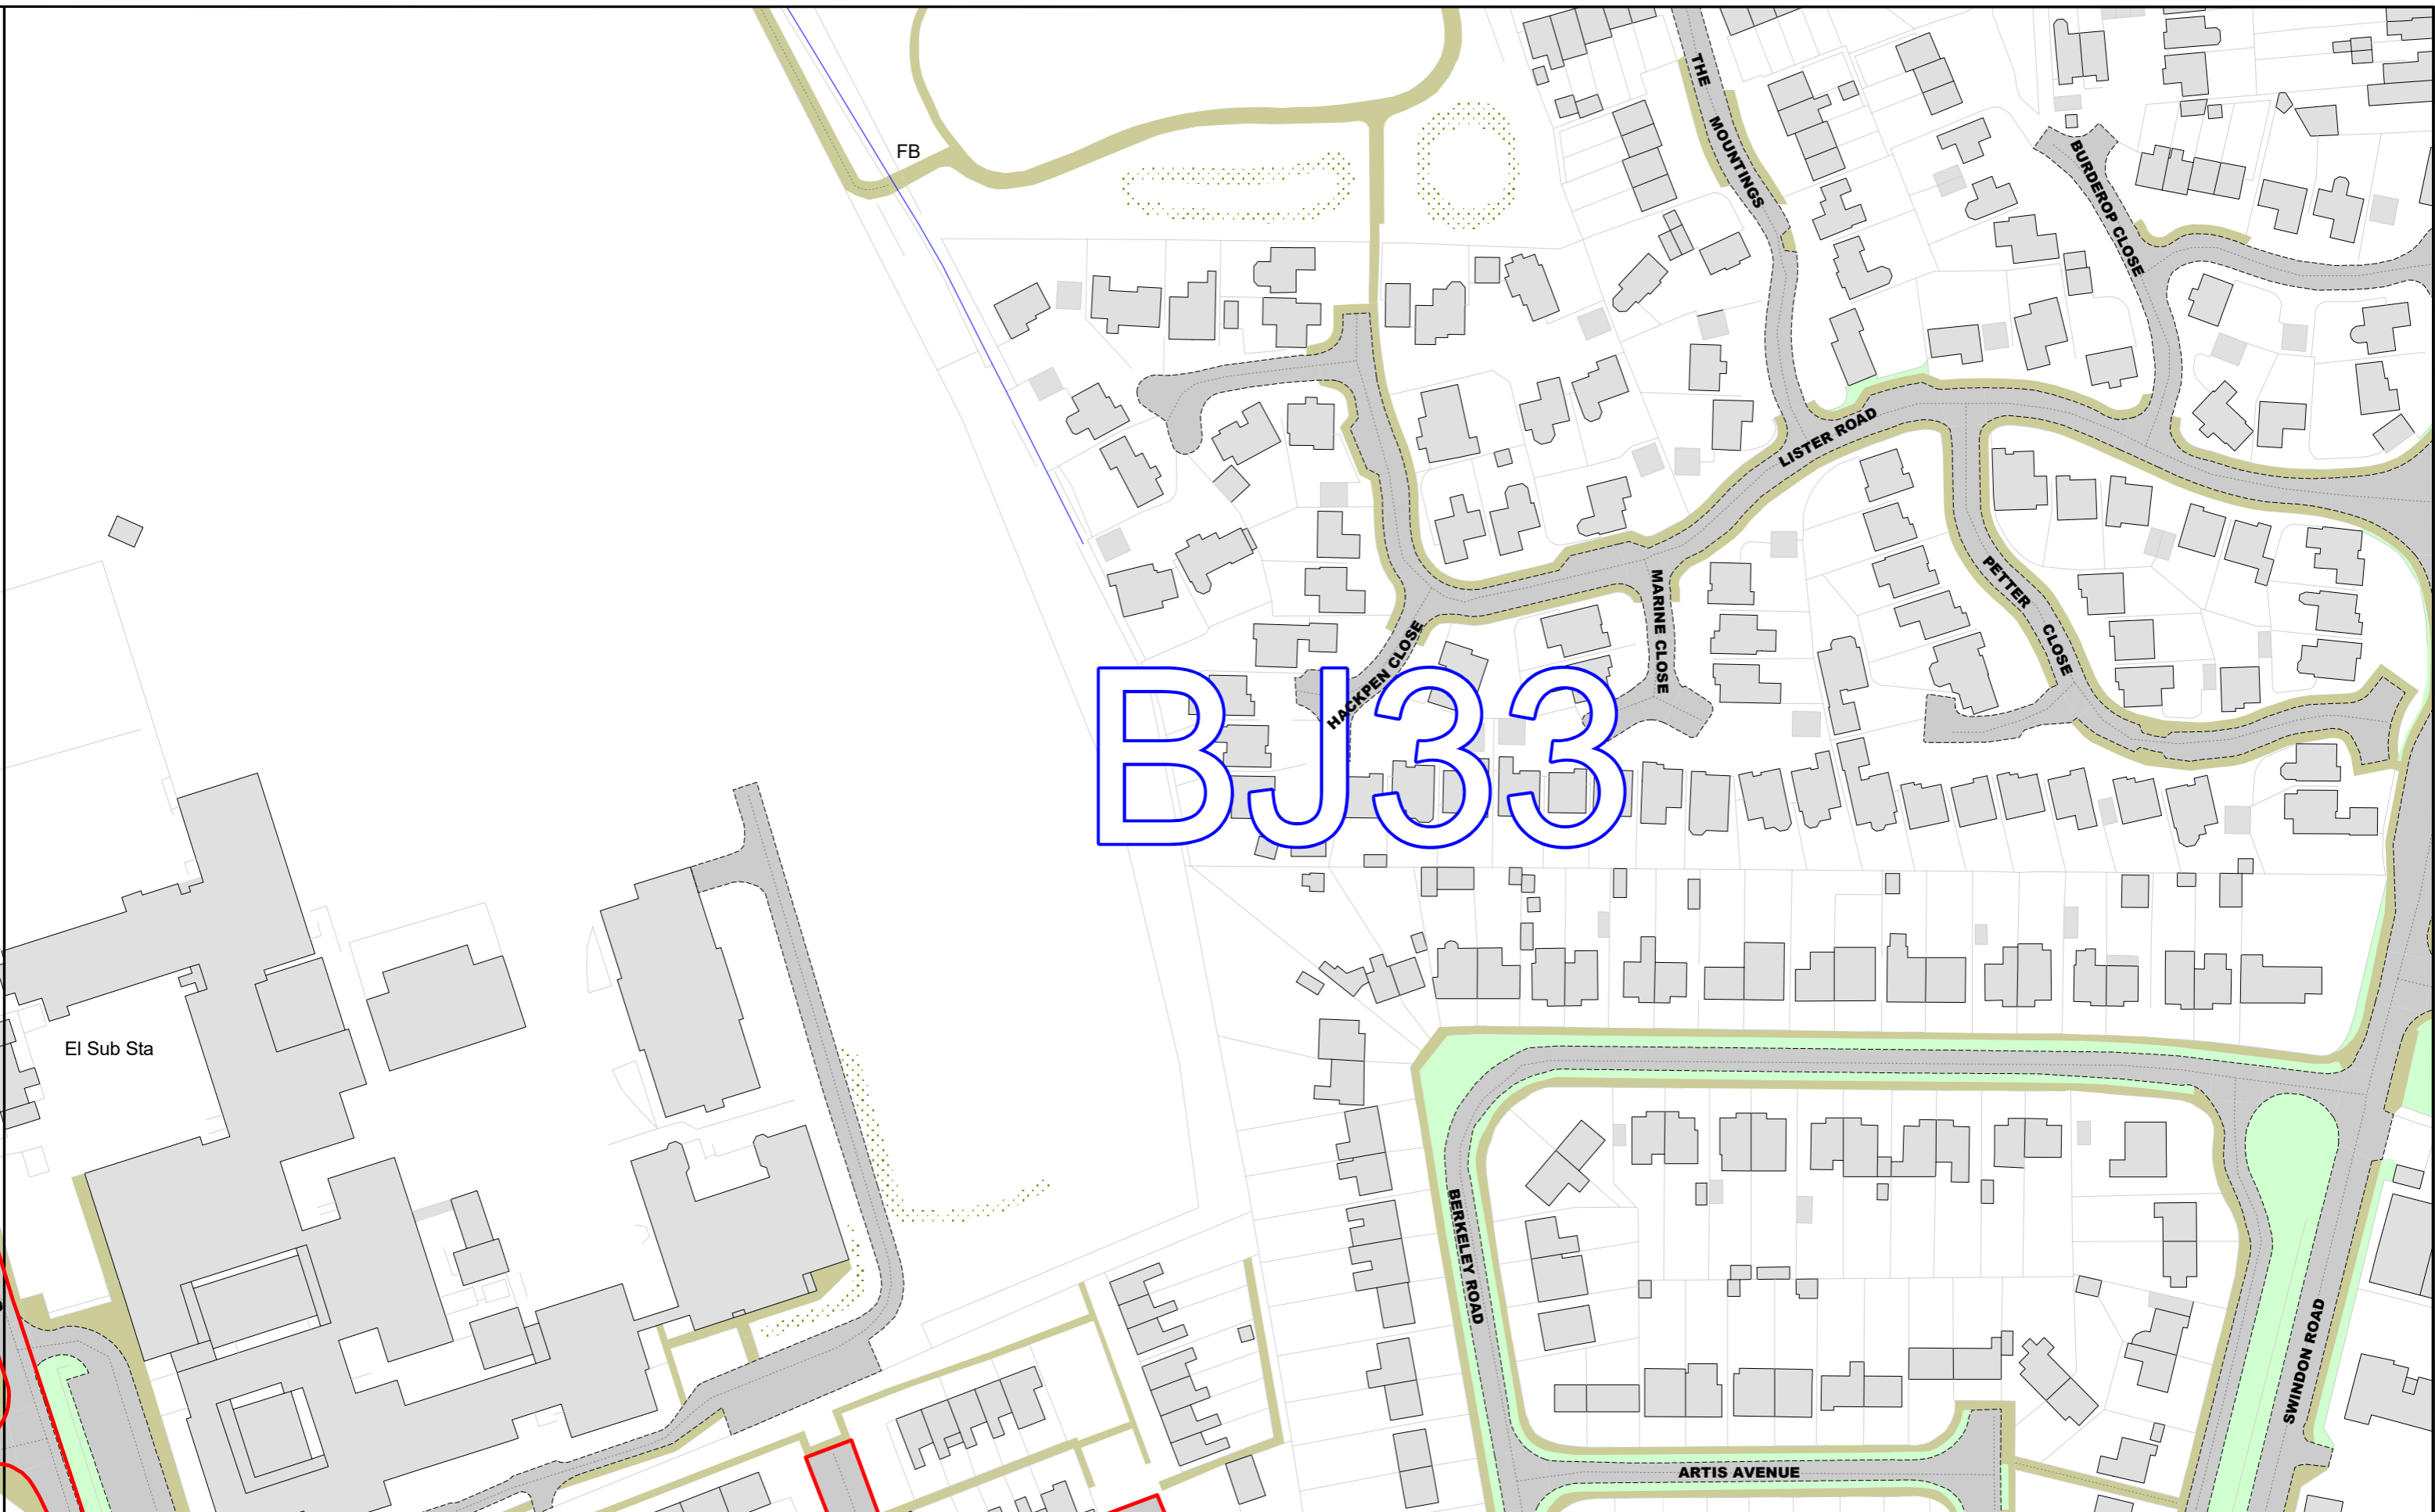 THE MOUNTINGS
BURDEROP CLOSE
FB
LISTER ROAD
PETTER CLOSE
MARINE CLOSE
HACKPEN CLOSE
BJ33
El Sub Sta
BERKELEY ROAD
SWINDON ROAD
ARTIS AVENUE